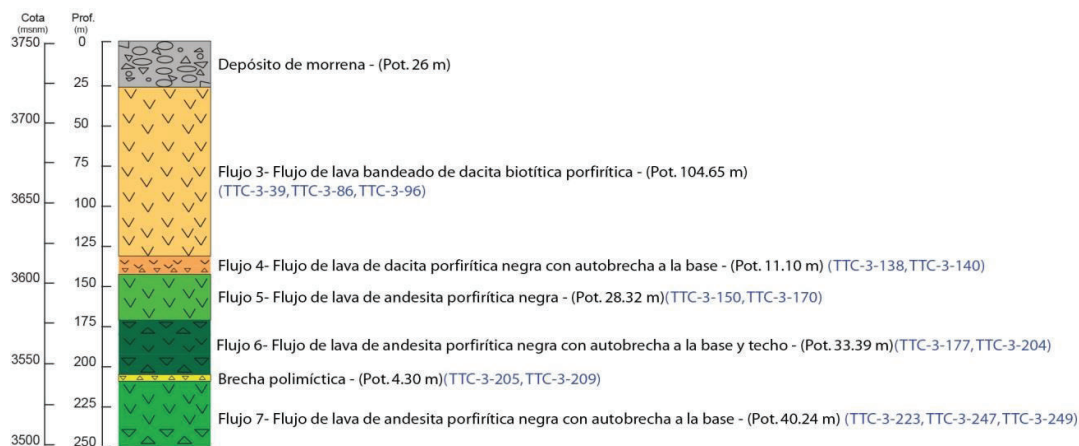 Cota Prof.
(msnm) (m)
3750 0
Depósito de morrena - (Pot. 26 m)
25
3700 50
75
Flujo 3- Flujo de lava bandeado de dacita biotítica porfirítica - (Pot. 104.65 m)
(TTC-3-39, TTC-3-86, TTC-3-96)
3650
100
125
Flujo 4- Flujo de lava de dacita porfirítica negra con autobrecha a la base - (Pot. 11.10 m) (TTC-3-138, TTC-3-140)
3600
150
Flujo 5- Flujo de lava de andesita porfirítica negra - (Pot. 28.32 m)(TTC-3-150, TTC-3-170)
175
Flujo 6- Flujo de lava de andesita porfirítica negra con autobrecha a la base y techo - (Pot. 33.39 m)(TTC-3-177, TTC-3-204)
3550 200
Brecha polimíctica - (Pot. 4.30 m)(TTC-3-205, TTC-3-209)
225
Flujo 7- Flujo de lava de andesita porfirítica negra con autobrecha a la base - (Pot. 40.24 m) (TTC-3-223, TTC-3-247, TTC-3-249)
3500 250